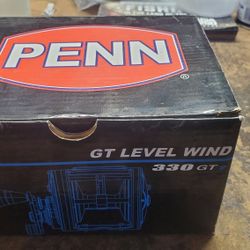 PENN
®
GT LEVEL WIND
330 GT